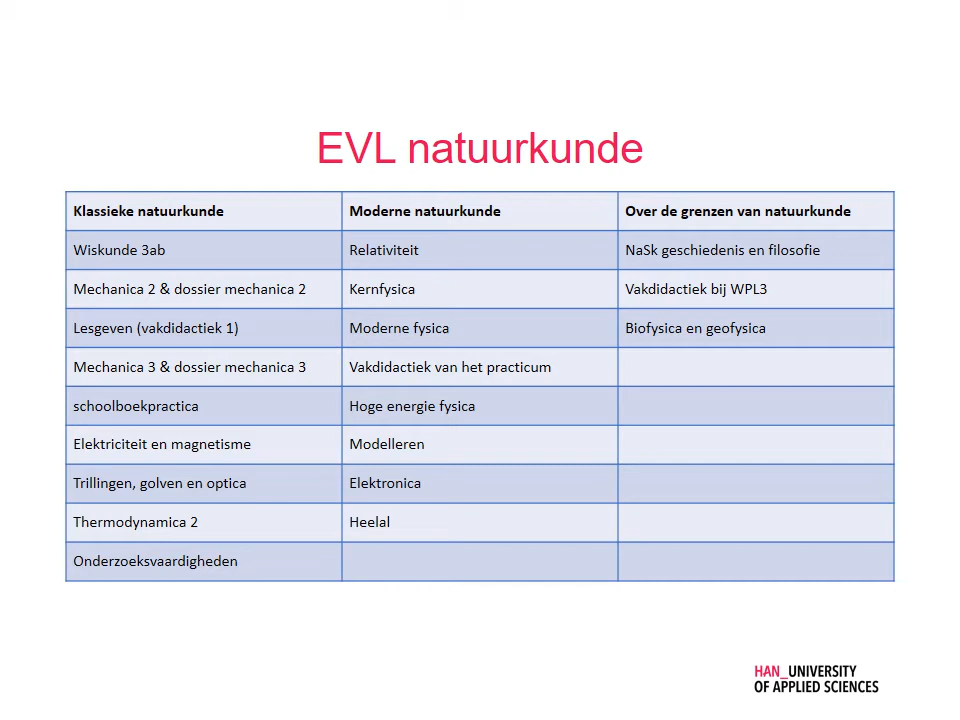 EVL natuurkunde
Klassieke natuurkunde Moderne natuurkunde Over de grenzen van natuurkunde
Wiskunde 3ab Relativiteit NaSk geschiedenis en filosofie
Mechanica 2 & dossier mechanica 2 Kernfysica Vakdidactiek bij WPL3
Lesgeven (vakdidactiek 1) Moderne fysica Biofysica en geofysica
Mechanica 3 & dossier mechanica 3 Vakdidactiek van het practicum
schoolboekpractica Hoge energie fysica
Elektriciteit en magnetisme Modelleren
Trillingen, golven en optica Elektronica
Thermodynamica 2 Heelal
Onderzoeksvaardigheden
HAN_UNIVERSITY
OF APPLIED SCIENCES